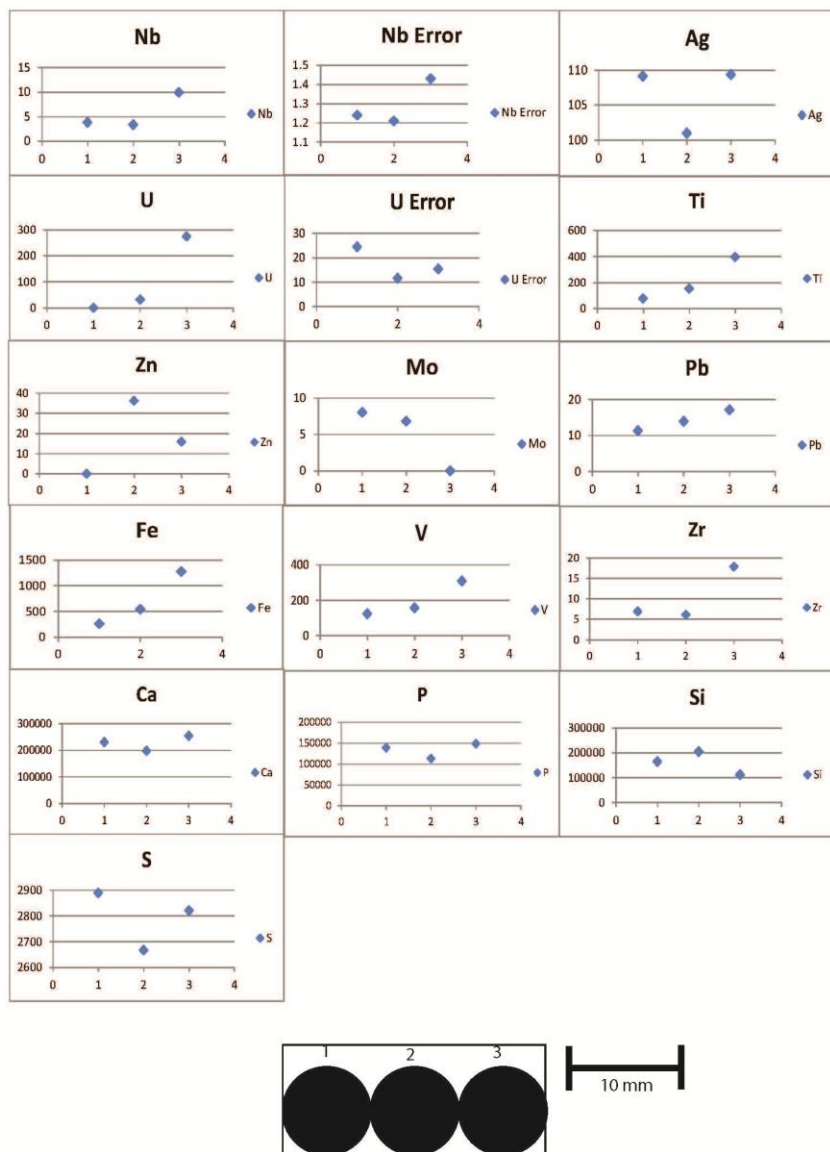 Nb
15
10
5
0
0 1 2 3 4
Nb
Nb Error
1.5
1.4
1.3
1.2
1.1
0 1 2 3 4
Nb Error
Ag
110
105
100
0 1 2 3 4
Ag
U
300
200
100
0
0 1 2 3 4
U
U Error
30
20
10
0
0 2 4
U Error
Ti
600
400
200
0
0 1 2 3 4
Ti
Zn
40
30
20
10
0
0 1 2 3 4
Zn
Mo
10
5
0
0 1 2 3 4
Mo
Pb
20
10
0
0 1 2 3 4
Pb
Fe
1500
1000
500
0
0 2 4
Fe
V
400
200
0
0 1 2 3 4
V
Zr
20
15
10
5
0
0 1 2 3 4
Zr
Ca
300000
200000
100000
0
0 1 2 3 4
Ca
P
200000
150000
100000
50000
0
0 1 2 3 4
P
Si
300000
200000
100000
0
0 1 2 3 4
Si
S
2900
2800
2700
2600
0 1 2 3 4
S
1 2 3
10 mm